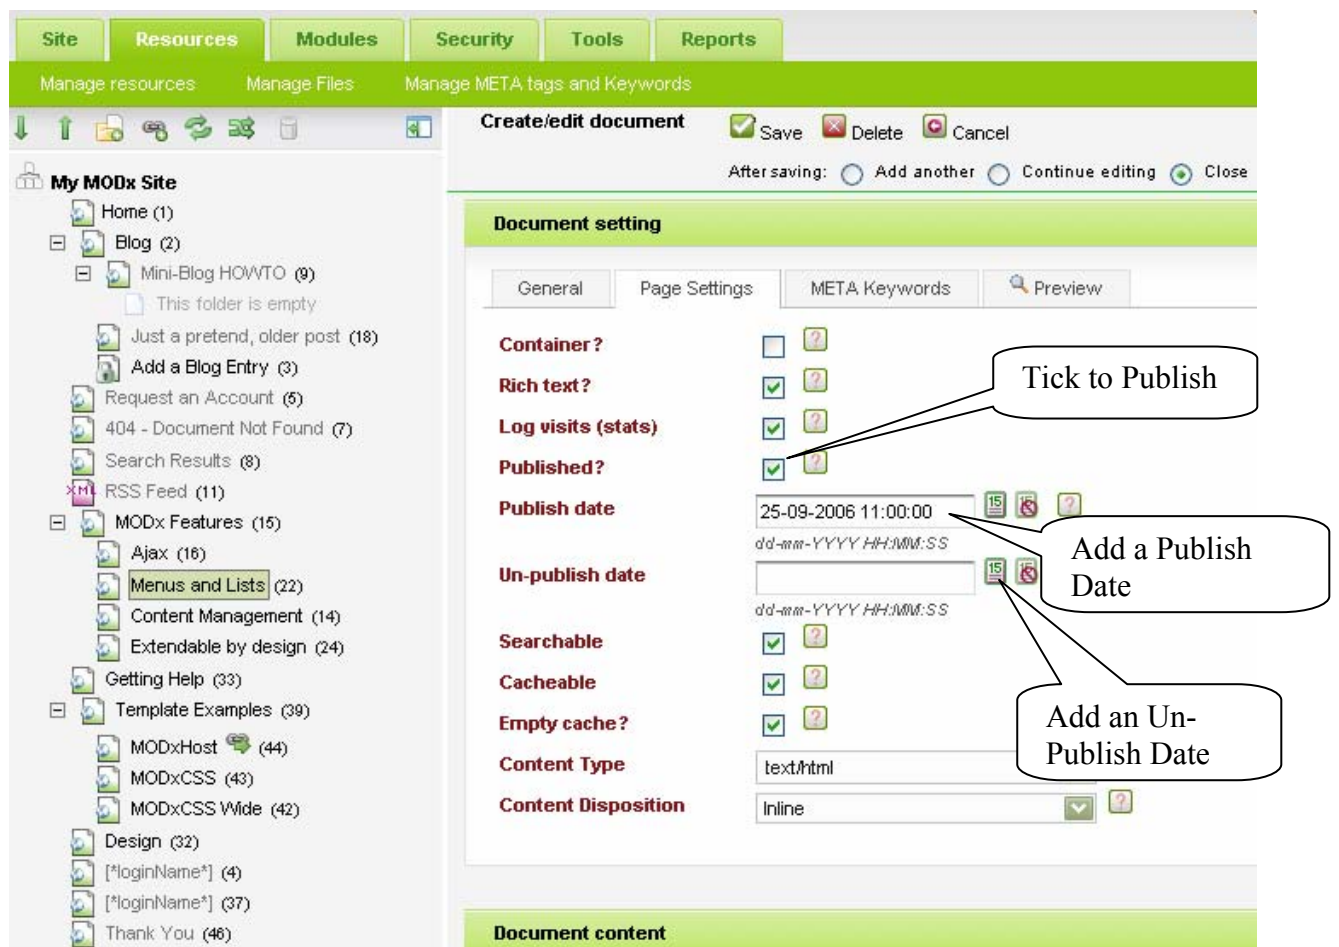 Site Resources Modules Security Tools Reports
Manage resources Manage Files Manage META tags and Keywords
Create/edit document Save Delete Cancel
After saving: Add another Continue editing Close
My MODx Site
Home (1)
Blog (2)
Mini-Blog HOWTO (9)
This folder is empty
Just a pretend, older post (18)
Add a Blog Entry (3)
Request an Account (5)
404 - Document Not Found (7)
Search Results (8)
XML RSS Feed (11)
MODx Features (15)
Ajax (16)
Menus and Lists (22)
Content Management (14)
Extendable by design (24)
Getting Help (33)
Template Examples (39)
MODxHost (44)
MODxCSS (43)
MODxCSS Wide (42)
Design (32)
[*loginName*] (4)
[*loginName*] (37)
Thank You (46)
Document setting
General Page Settings META Keywords Preview
Container? ?
Rich text? ?
Log visits (stats) ?
Published? ?
Publish date 25-09-2006 11:00:00 15 15 ?
dd-mm-YYYY HH:MM:SS
Un-publish date 15 15
dd-mm-YYYY HH:MM:SS
Searchable ?
Cacheable ?
Empty cache? ?
Content Type text/html
Content Disposition Inline ?
Document content
Tick to Publish
Add a Publish
Date
Add an Un-
Publish Date